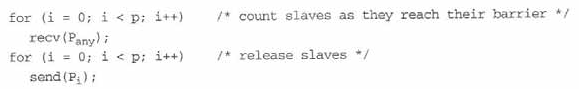 for (i = 0; i < p; i++) /* count slaves as they reach their barrier */
recv(Pany);
for (i = 0; i < p; i++) /* release slaves */
send(Pi);